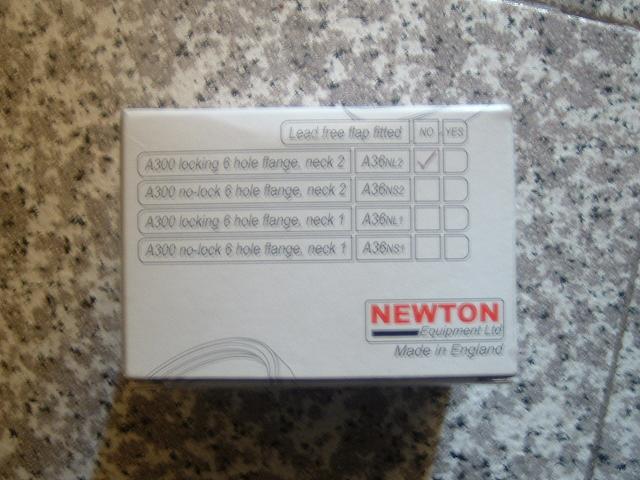 Lead free flap fitted NO YES
A300 locking 6 hole flange, neck 2 A36NL2
A300 no-lock 6 hole flange, neck 2 A36NS2
A300 locking 6 hole flange, neck 1 A36NL1
A300 no-lock 6 hole flange, neck 1 A36NS1
NEWTON
Equipment Ltd
Made in England